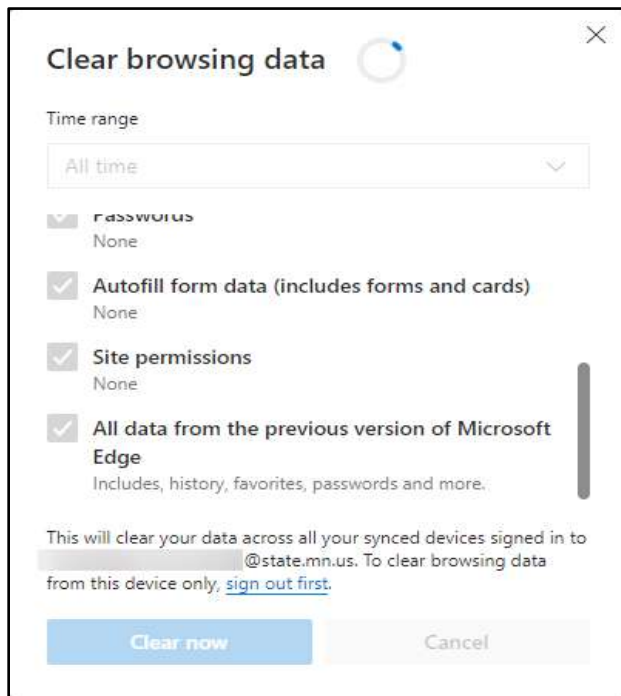 Clear browsing data
Time range
All time
Passwords
None
Autofill form data (includes forms and cards)
None
Site permissions
None
All data from the previous version of Microsoft
Edge
Includes, history, favorites, passwords and more.
This will clear your data across all your synced devices signed in to
@state.mn.us. To clear browsing data
from this device only, sign out first.
Clear now
Cancel